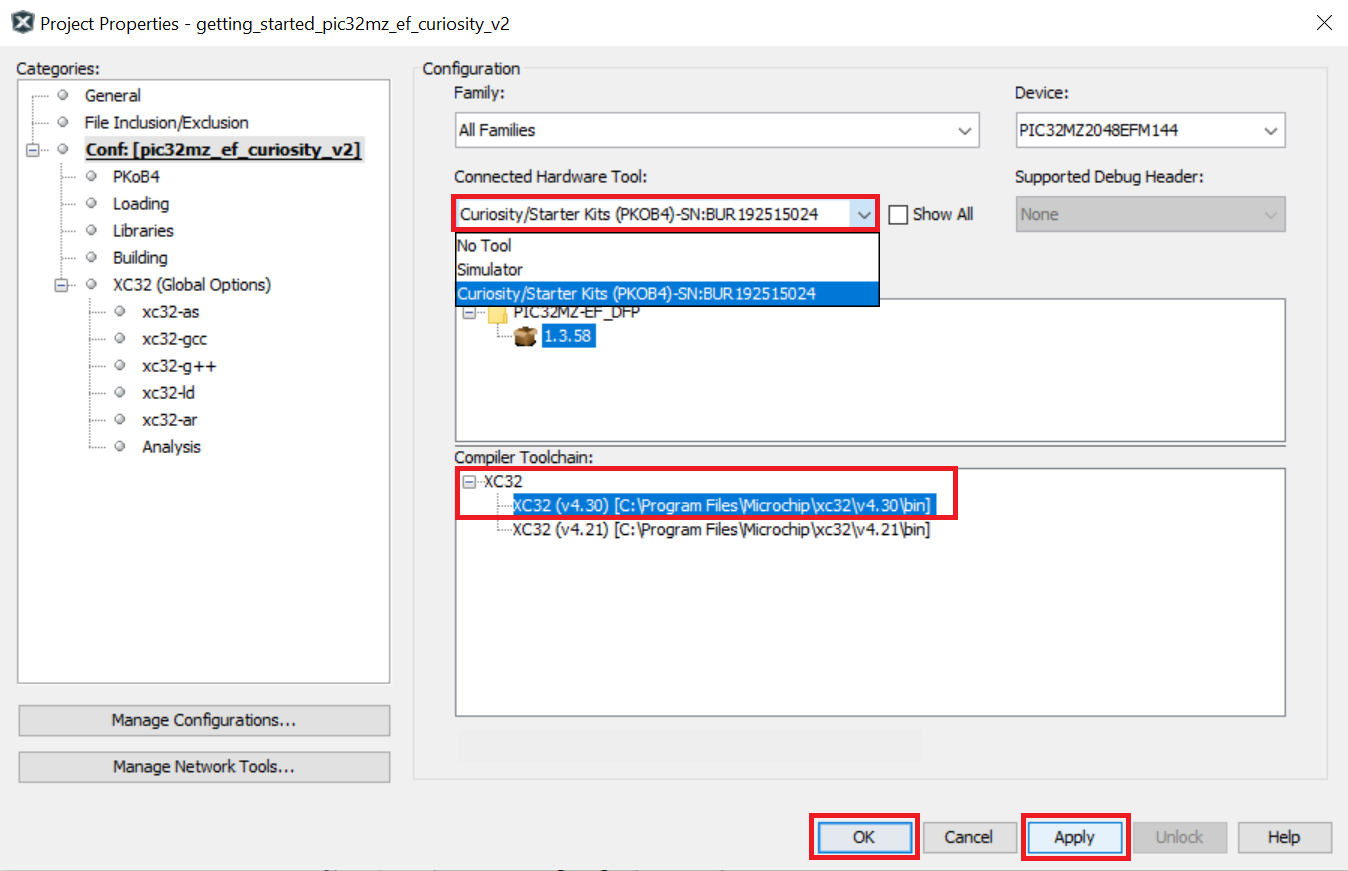 Project Properties - getting_started_pic32mz_ef_curiosity_v2
Categories:
General
File Inclusion/Exclusion
Conf: [pic32mz_ef_curiosity_v2]
PKoB4
Loading
Libraries
Building
XC32 (Global Options)
xc32-as
xc32-gcc
xc32-g++
xc32-ld
xc32-ar
Analysis
Manage Configurations...
Manage Network Tools...
Configuration
Family:
Device:
All Families
PIC32MZ2048EFM144
Connected Hardware Tool:
Supported Debug Header:
Curiosity/Starter Kits (PKOB4)-SN:BUR192515024
Show All
None
No Tool
Simulator
Curiosity/Starter Kits (PKOB4)-SN:BUR192515024
PIC32MZ-EF_DFP
1.3.58
Compiler Toolchain:
XC32
XC32 (v4.30) [C:\Program Files\Microchip\xc32\v4.30\bin]
XC32 (v4.21) [C:\Program Files\Microchip\xc32\v4.21\bin]
OK
Cancel
Apply
Unlock
Help